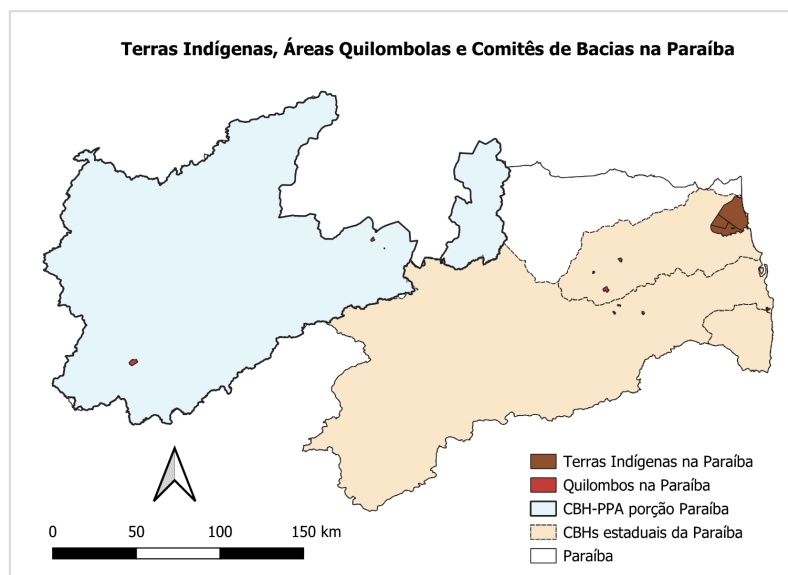 Terras Indígenas, Áreas Quilombolas e Comitês de Bacias na Paraíba
Terras Indígenas na Paraíba
Quilombos na Paraíba
CBH-PPA porção Paraíba
CBHs estaduais da Paraíba
Paraíba
0 50 100 150 km